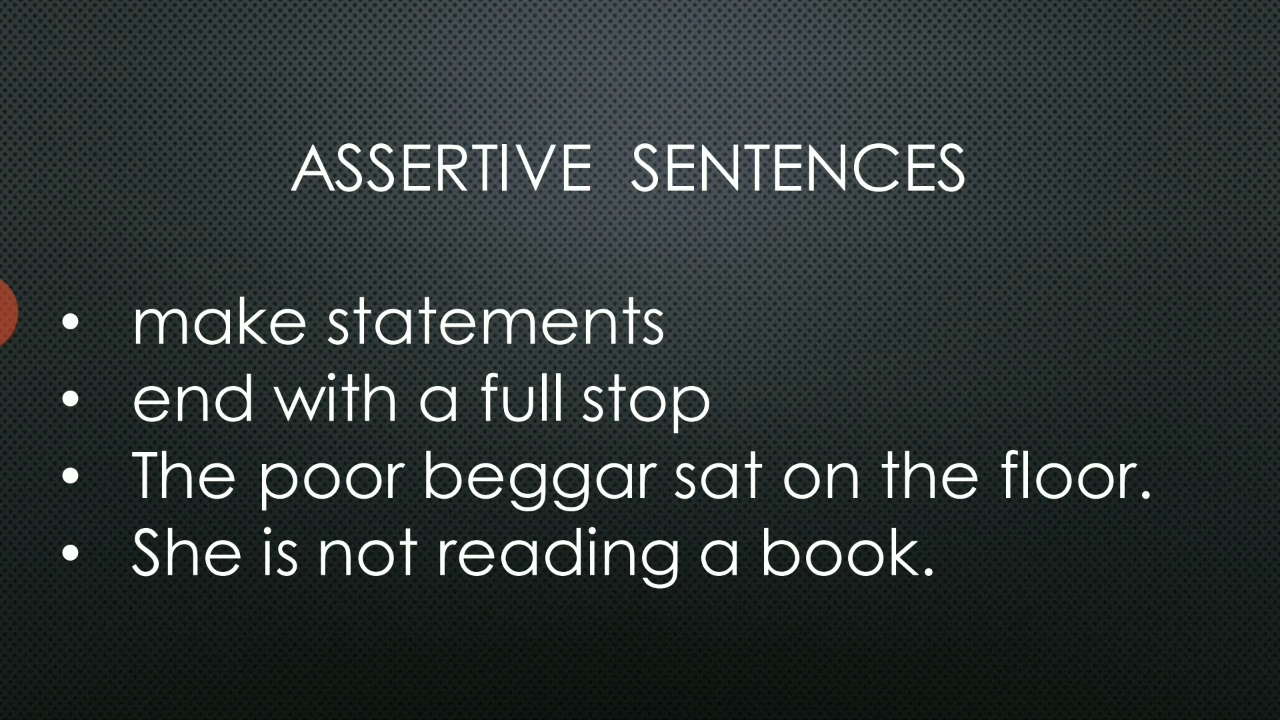 ASSERTIVE SENTENCES
• make statements
• end with a full stop
• The poor beggar sat on the floor.
• She is not reading a book.